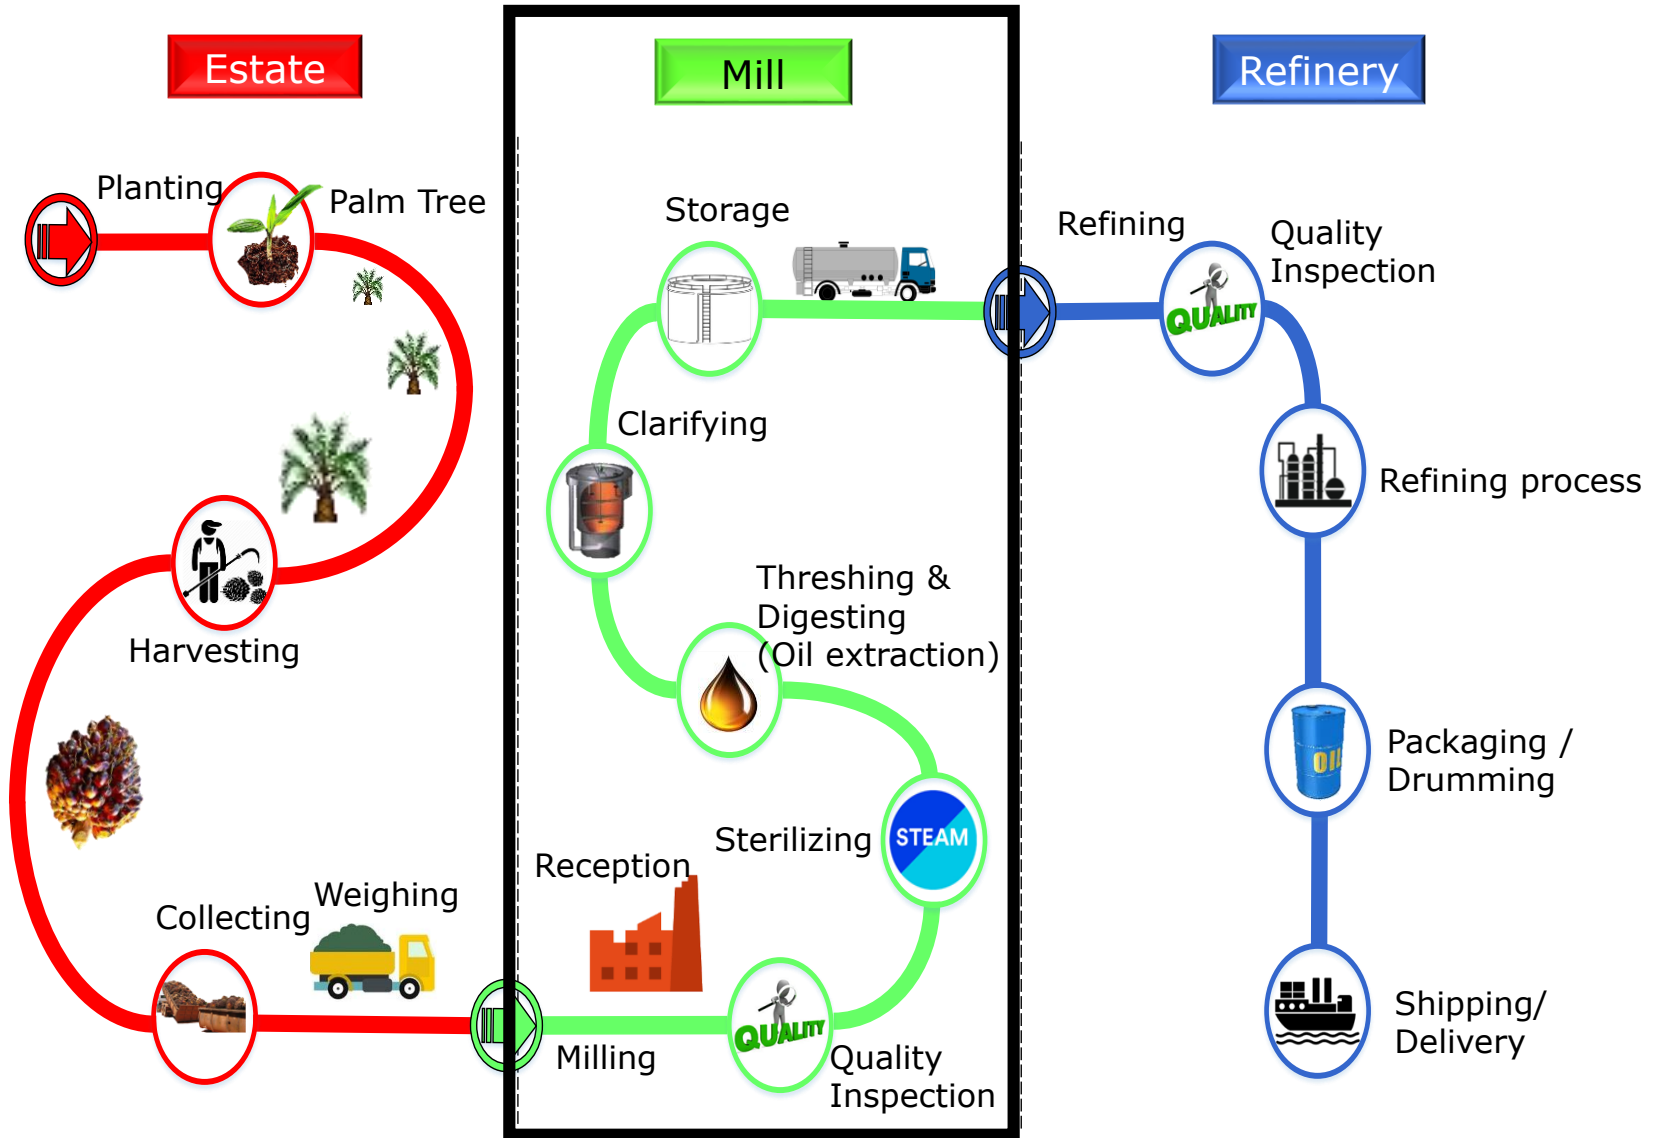 Estate
Mill
Refinery
Planting
Palm Tree
Harvesting
Collecting
Weighing
Reception
Milling
QUALITY
Quality
Inspection
Sterilizing
STEAM
Threshing &
Digesting
(Oil extraction)
Clarifying
Storage
Refining
QUALITY
Quality
Inspection
Refining process
OIL
Packaging /
Drumming
Shipping/
Delivery